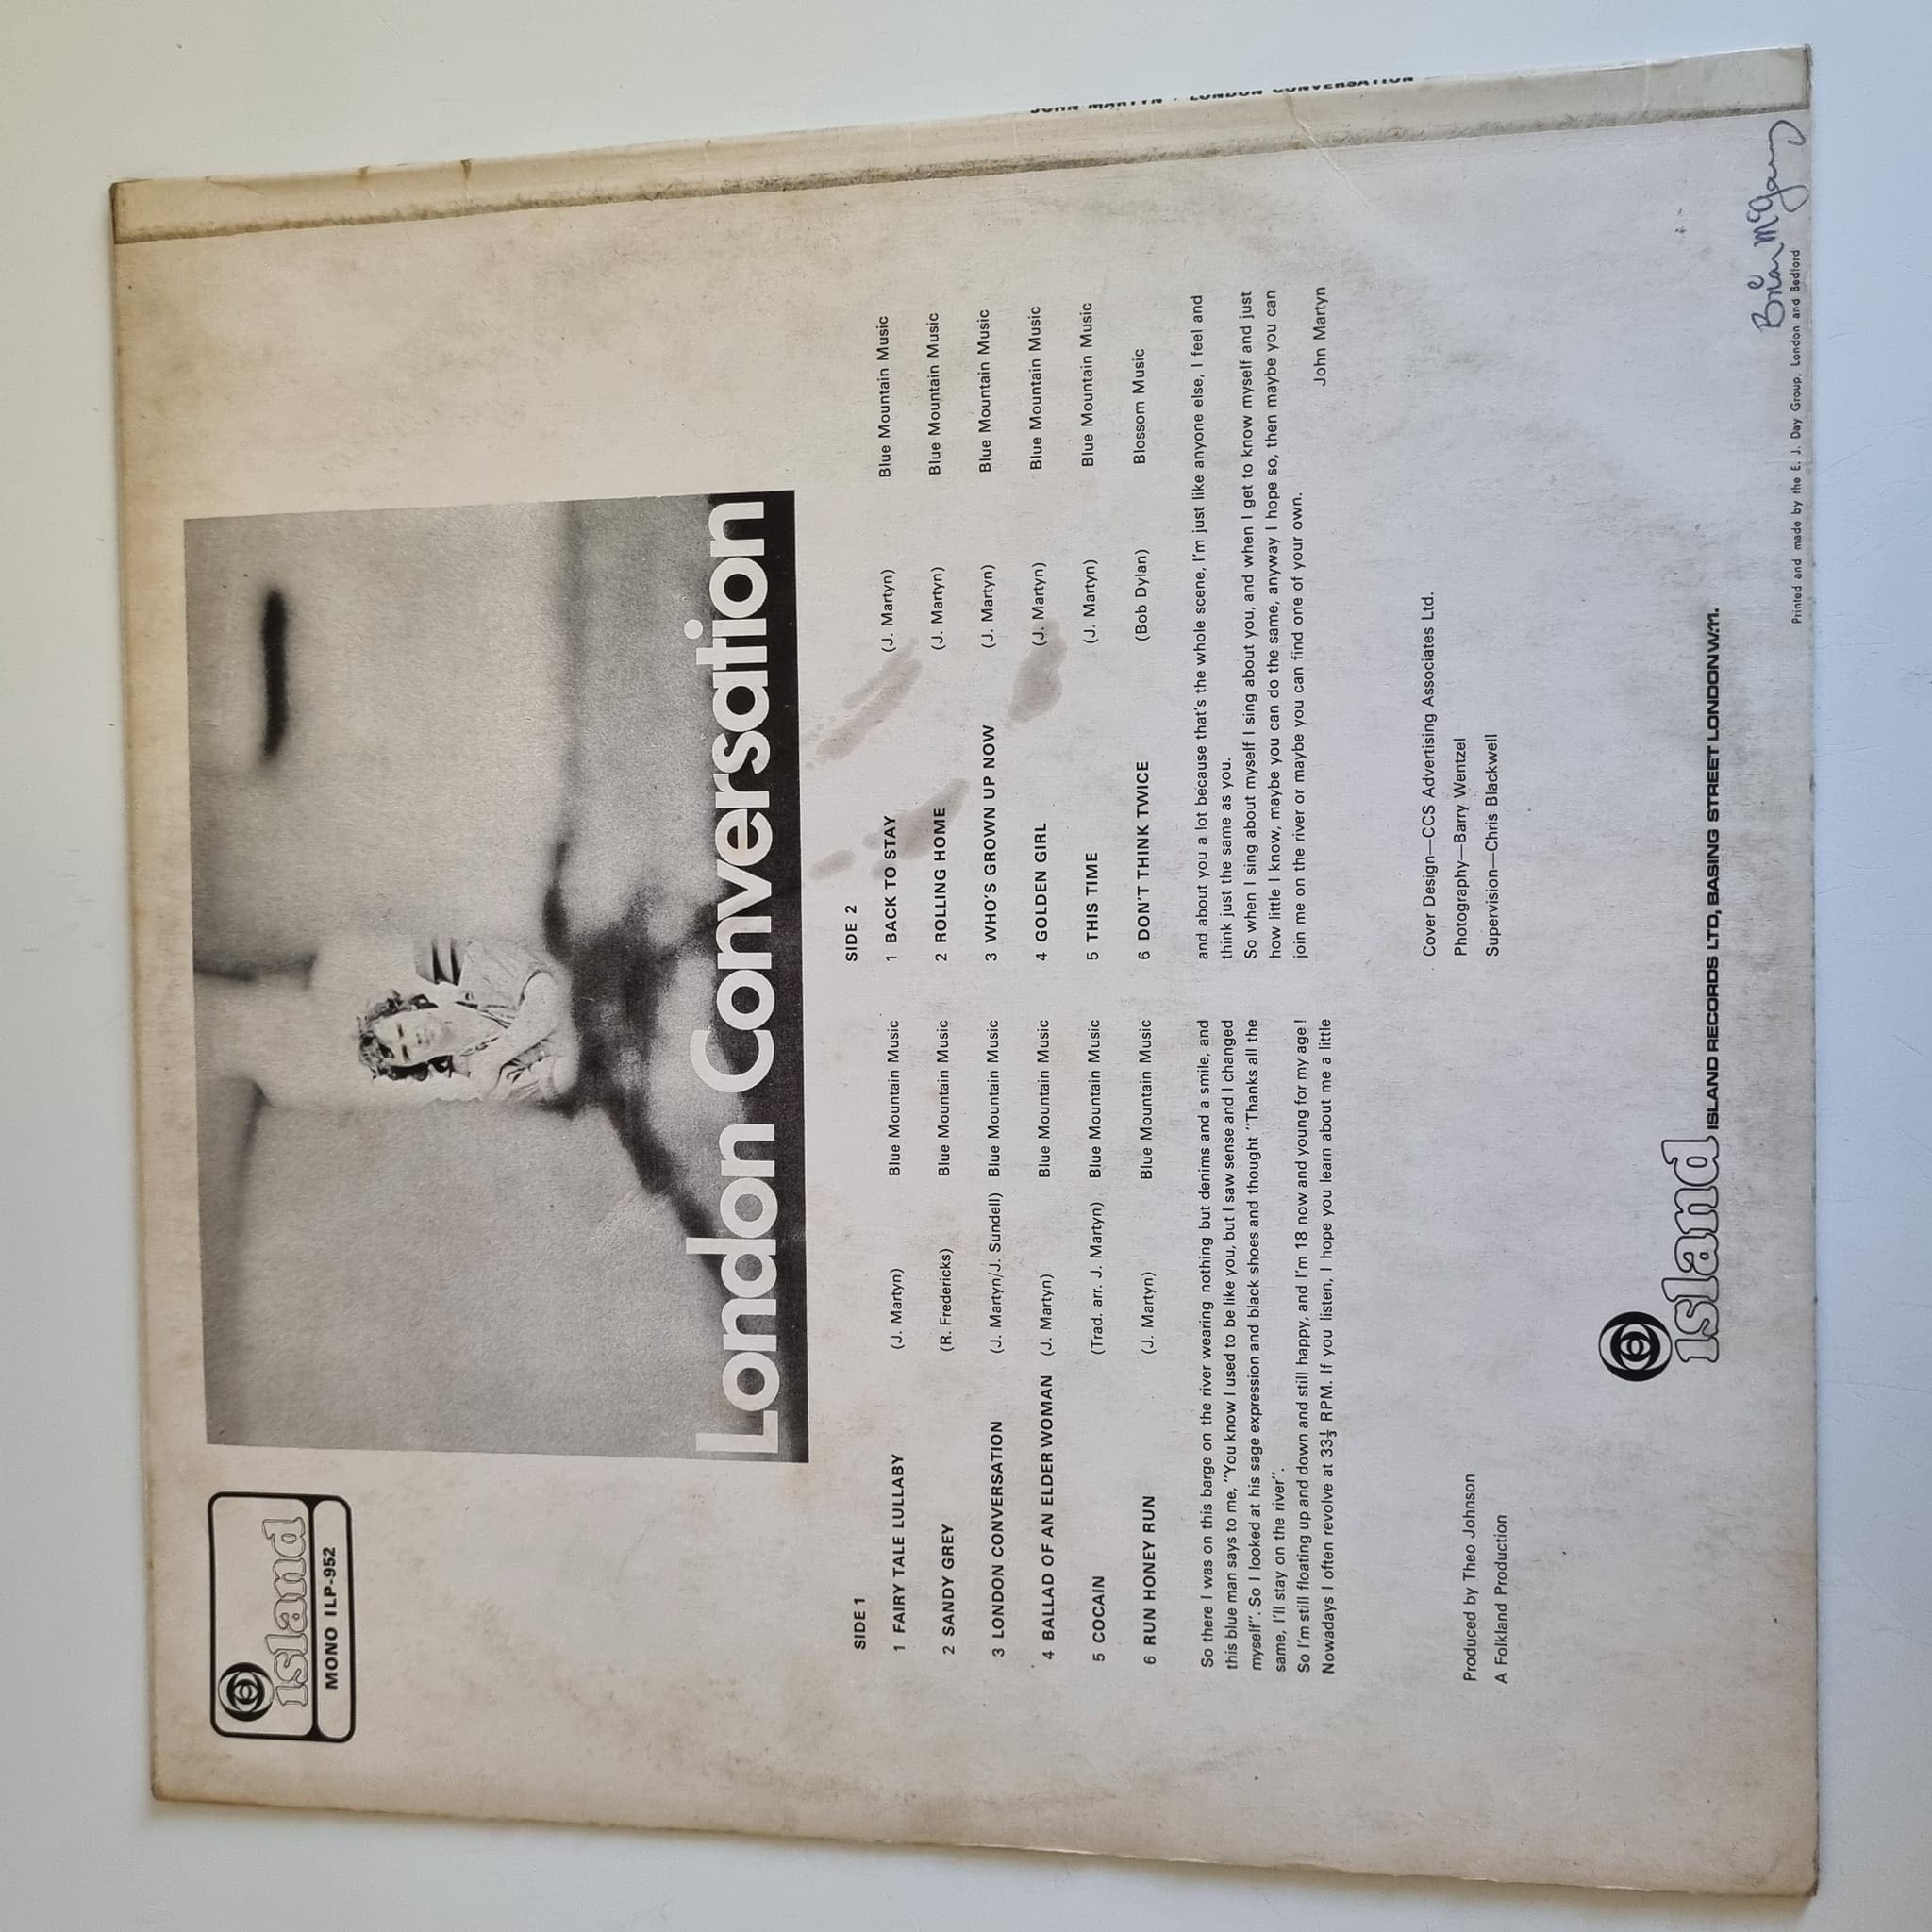 Island
MONO ILP-952
London Conversation
SIDE 1
1 FAIRY TALE LULLABY (J. Martyn) Blue Mountain Music
2 SANDY GREY (R. Fredericks) Blue Mountain Music
3 LONDON CONVERSATION (J. Martyn/J. Sundell) Blue Mountain Music
4 BALLAD OF AN ELDER WOMAN (J. Martyn) Blue Mountain Music
5 COCAIN (Trad. arr. J. Martyn) Blue Mountain Music
6 RUN HONEY RUN (J. Martyn) Blue Mountain Music
SIDE 2
1 BACK TO STAY (J. Martyn) Blue Mountain Music
2 ROLLING HOME (J. Martyn) Blue Mountain Music
3 WHO'S GROWN UP NOW (J. Martyn) Blue Mountain Music
4 GOLDEN GIRL (J. Martyn) Blue Mountain Music
5 THIS TIME (J. Martyn) Blue Mountain Music
6 DON'T THINK TWICE (Bob Dylan) Blossom Music
So there I was on this barge on the river wearing nothing but denims and a smile, and
this blue man says to me, "You know I used to be like you, but I saw sense and I changed
myself". So I looked at his sage expression and black shoes and thought "Thanks all the
same, I'll stay on the river".
So I'm still floating up and down and still happy, and I'm 18 now and young for my age!
Nowadays I often revolve at 33⅓ RPM. If you listen, I hope you learn about me a little
and about you a lot because that's the whole scene, I'm just like anyone else, I feel and
think just the same as you.
So when I sing about myself I sing about you, and when I get to know myself and just
how little I know, maybe you can do the same, anyway I hope so, then maybe you can
join me on the river or maybe you can find one of your own.
John Martyn
Produced by Theo Johnson
A Folkland Production
Cover Design—CCS Advertising Associates Ltd.
Photography—Barry Wentzel
Supervision—Chris Blackwell
Island ISLAND RECORDS LTD, BASING STREET LONDON W.11.
Printed and made by the E. J. Day Group, London and Bedford
JOHN MARTYN · LONDON CONVERSATION